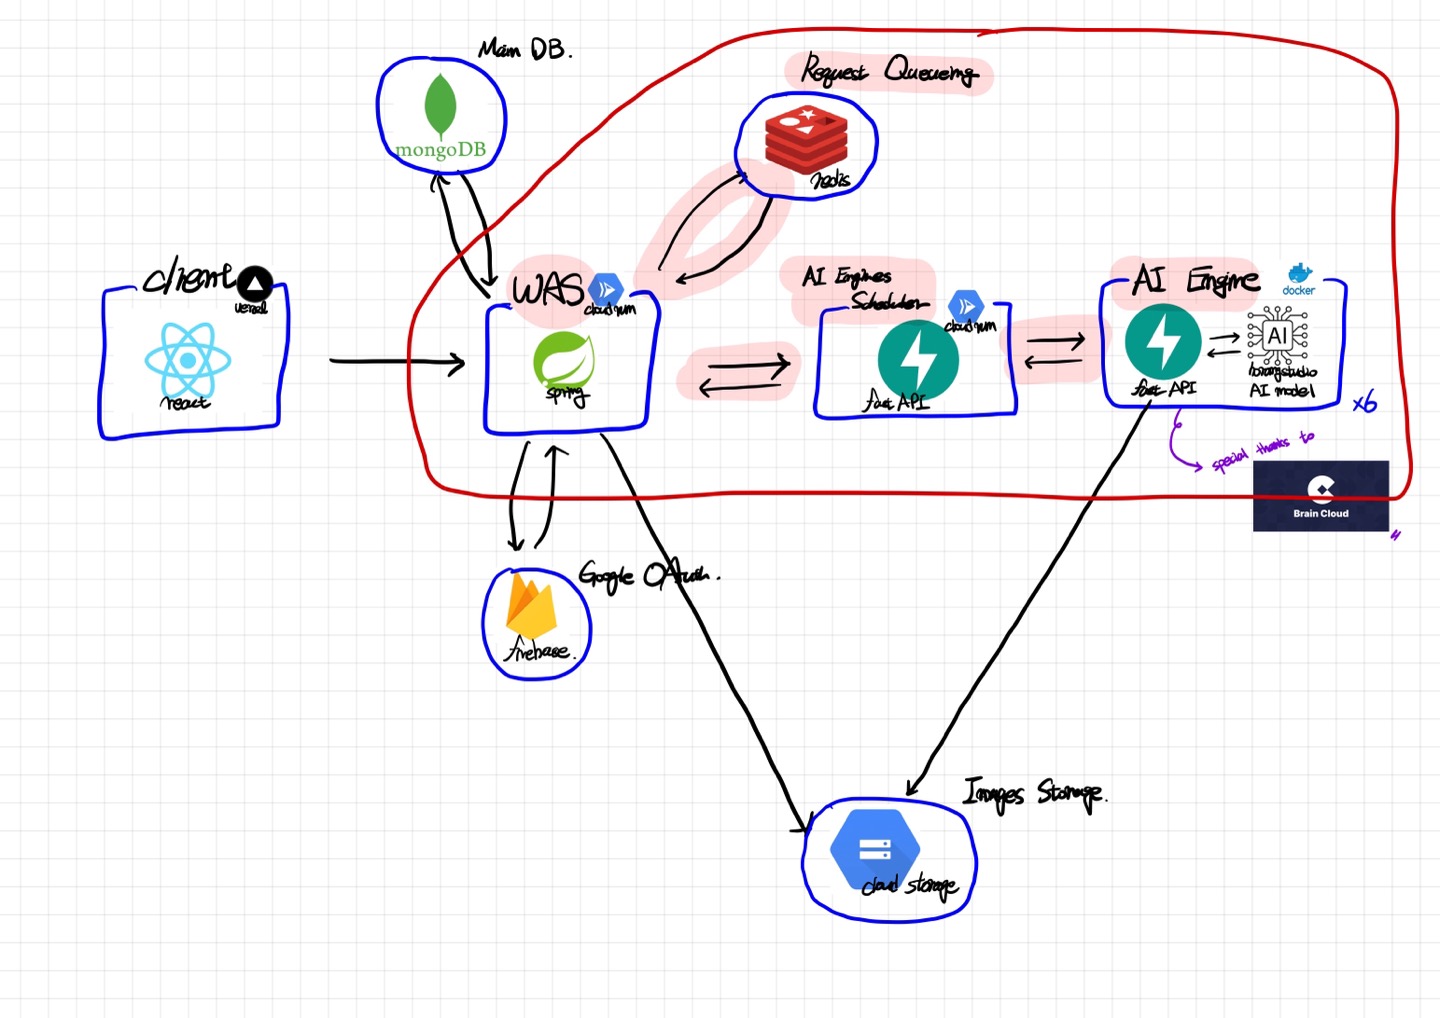 Main DB.
mongoDB
Request Queueing
redis
client
vercel
react
WAS
cloud run
spring
AI Engines
Scheduler
cloud run
fast API
AI Engine
docker
AI
fast API
AI model
x6
special thanks to
Brain Cloud
Google OAuth.
firebase.
Images Storage.
cloud storage